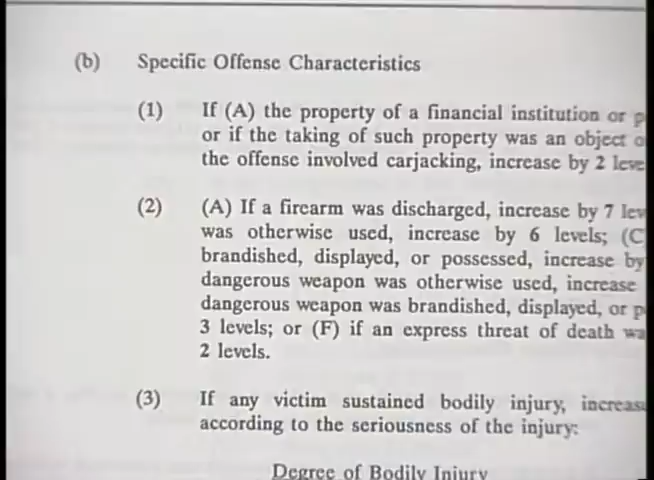 (b) Specific Offense Characteristics
(1) If (A) the property of a financial institution or
or if the taking of such property was an object
the offense involved carjacking, increase by 2
(2) (A) If a firearm was discharged, increase by 7
was otherwise used, increase by 6 levels; (C
brandished, displayed, or possessed, increase by
dangerous weapon was otherwise used, increase
dangerous weapon was brandished, displayed, or
3 levels; or (F) if an express threat of death
2 levels.
(3) If any victim sustained bodily injury,
according to the seriousness of the injury:
Degree of Bodily Injury